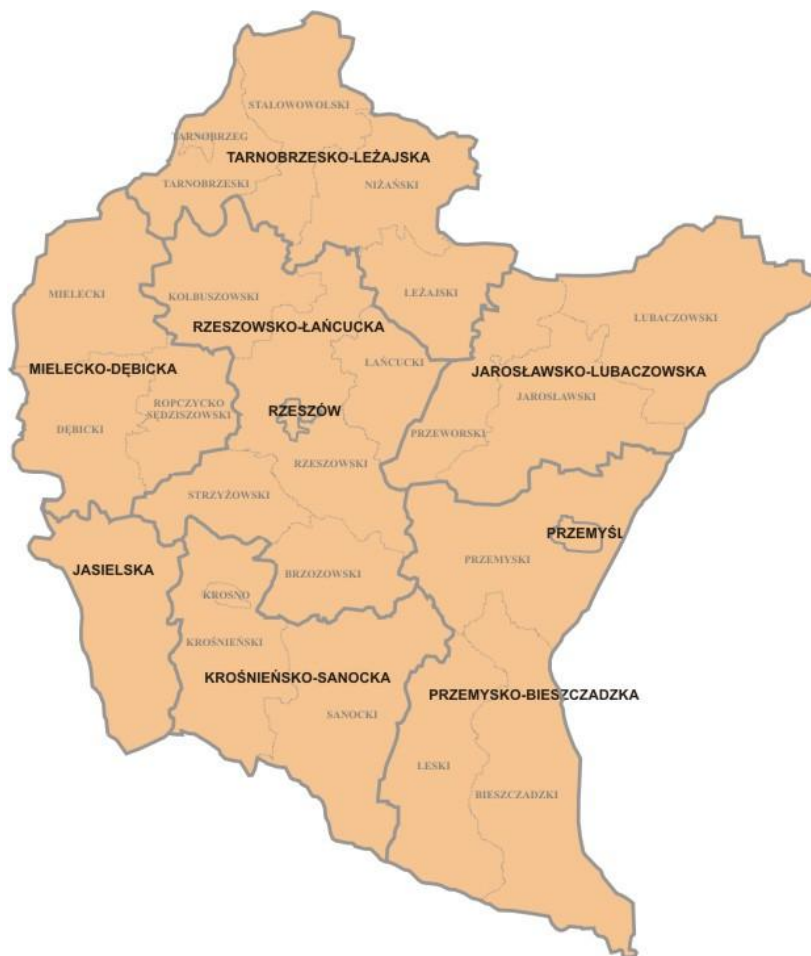 STALOWOWOLSKI
TARNOBRZEG
TARNOBRZESKO-LEŻAJSKA
TARNOBRZESKI
NIŻAŃSKI
MIELECKI
KOLBUSZOWSKI
LEŻAJSKI
LUBACZOWSKI
RZESZOWSKO-ŁAŃCUCKA
ŁAŃCUCKI
MIELECKO-DĘBICKA
JAROSŁAWSKO-LUBACZOWSKA
JAROSŁAWSKI
ROPCZYCKO
SĘDZISZOWSKI
RZESZÓW
DĘBICKI
PRZEWORSKI
RZESZOWSKI
STRZYŻOWSKI
PRZEMYŚL
PRZEMYSKI
JASIELSKA
BRZOZOWSKI
KROSNO
KROŚNIEŃSKI
KROŚNIEŃSKO-SANOCKA
PRZEMYSKO-BIESZCZADZKA
SANOCKI
LESKI
BIESZCZADZKI